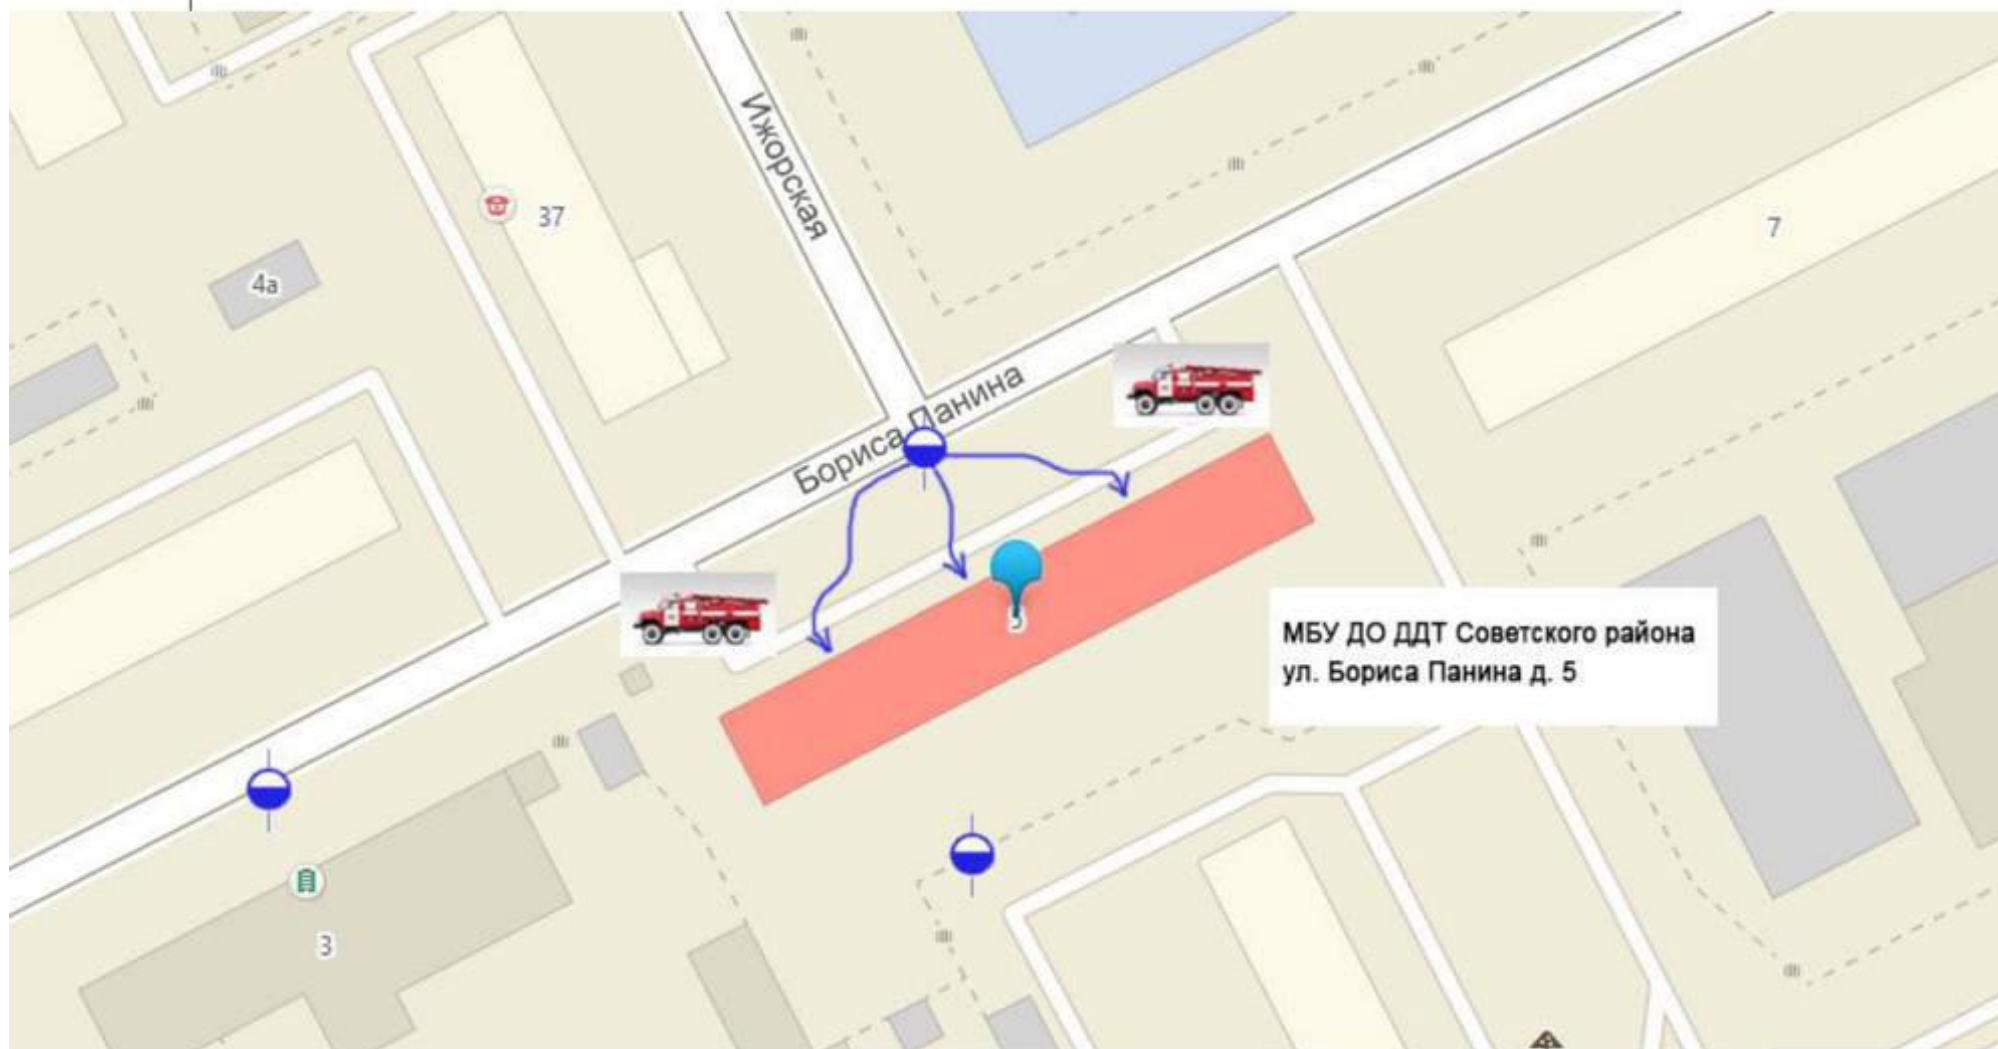 Ижорская
37
4а
7
Бориса Панина
5
МБУ ДО ДДТ Советского района
ул. Бориса Панина д. 5
3